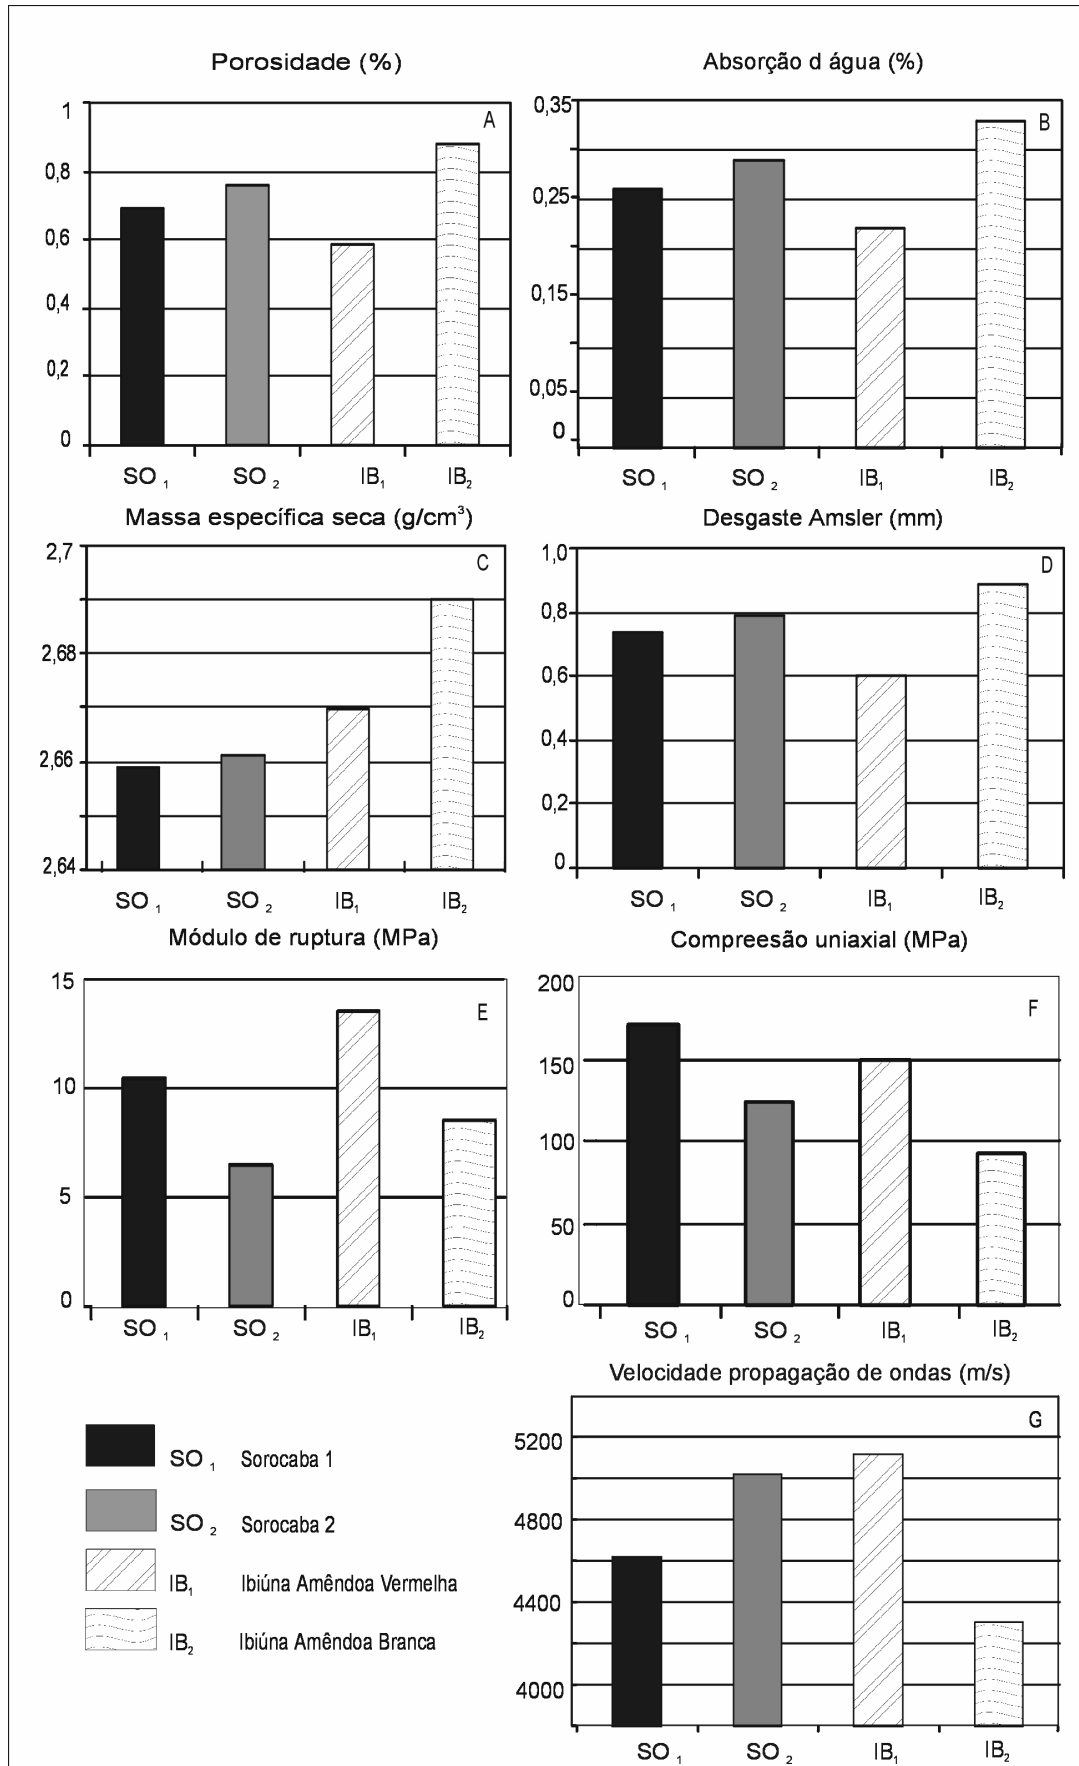 Porosidade (%)
A
1
0,8
0,6
0,4
0,2
0
SO 1
SO 2
IB1
IB2
Absorção d água (%)
B
0,35
0,25
0,15
0,05
0
SO 1
SO 2
IB1
IB2
Massa específica seca (g/cm³)
C
2,7
2,68
2,66
2,64
SO 1
SO 2
IB1
IB2
Desgaste Amsler (mm)
D
1,0
0,8
0,6
0,4
0,2
0
SO 1
SO 2
IB1
IB2
Módulo de ruptura (MPa)
E
15
10
5
0
SO 1
SO 2
IB1
IB2
Compreesão uniaxial (MPa)
F
200
150
100
50
0
SO 1
SO 2
IB1
IB2
Velocidade propagação de ondas (m/s)
G
5200
4800
4400
4000
SO 1
SO 2
IB1
IB2
SO 1 Sorocaba 1
SO 2 Sorocaba 2
IB1 Ibiúna Amêndoa Vermelha
IB2 Ibiúna Amêndoa Branca